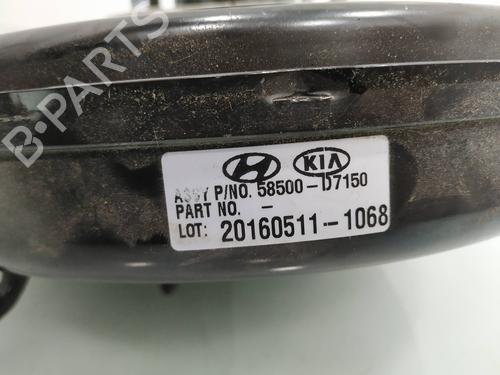 B-PARTS
KIA
ASSY P/NO. 58500-D7150
PART NO. -
LOT: 20160511-1068